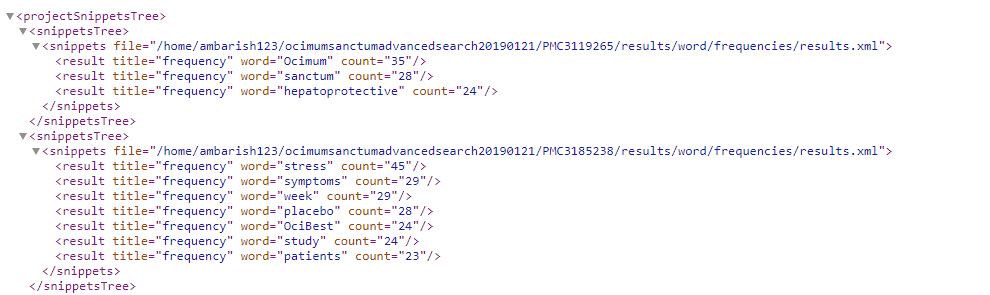 ▼<projectSnippetsTree>
▼<snippetsTree>
▼<snippets file="/home/ambarish123/ocimumsanctumadvancedsearch20190121/PMC3119265/results/word/frequencies/results.xml">
<result title="frequency" word="Ocimum" count="35"/>
<result title="frequency" word="sanctum" count="28"/>
<result title="frequency" word="hepatoprotective" count="24"/>
</snippets>
</snippetsTree>
▼<snippetsTree>
▼<snippets file="/home/ambarish123/ocimumsanctumadvancedsearch20190121/PMC3185238/results/word/frequencies/results.xml">
<result title="frequency" word="stress" count="45"/>
<result title="frequency" word="symptoms" count="29"/>
<result title="frequency" word="week" count="29"/>
<result title="frequency" word="placebo" count="28"/>
<result title="frequency" word="OciBest" count="24"/>
<result title="frequency" word="study" count="24"/>
<result title="frequency" word="patients" count="23"/>
</snippets>
</snippetsTree>